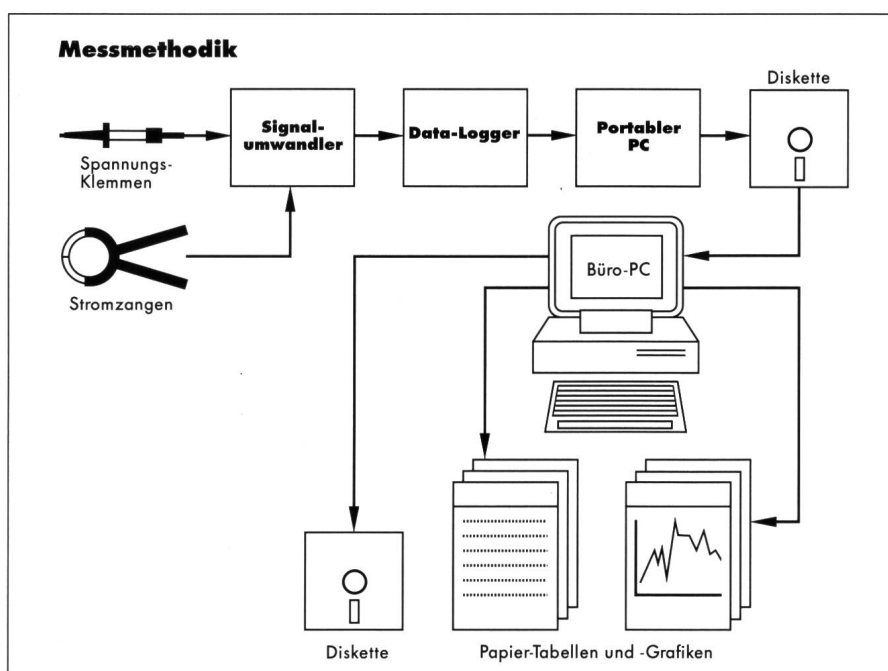 Messmethodik
Diskette
Signal-
umwandler
Data-Logger
Portabler
PC
Spannungs-
Klemmen
Stromzangen
Büro-PC
Diskette
Papier-Tabellen und -Grafiken